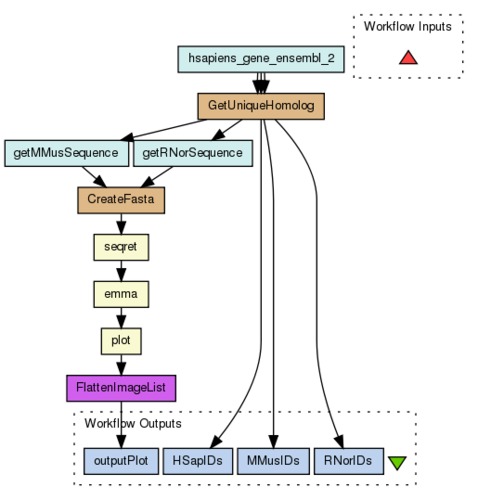 Workflow Inputs
hsapiens_gene_ensembl_2
GetUniqueHomolog
getMMusSequence
getRNorSequence
CreateFasta
seqret
emma
plot
FlattenImageList
Workflow Outputs
outputPlot
HSapIDs
MMusIDs
RNorIDs